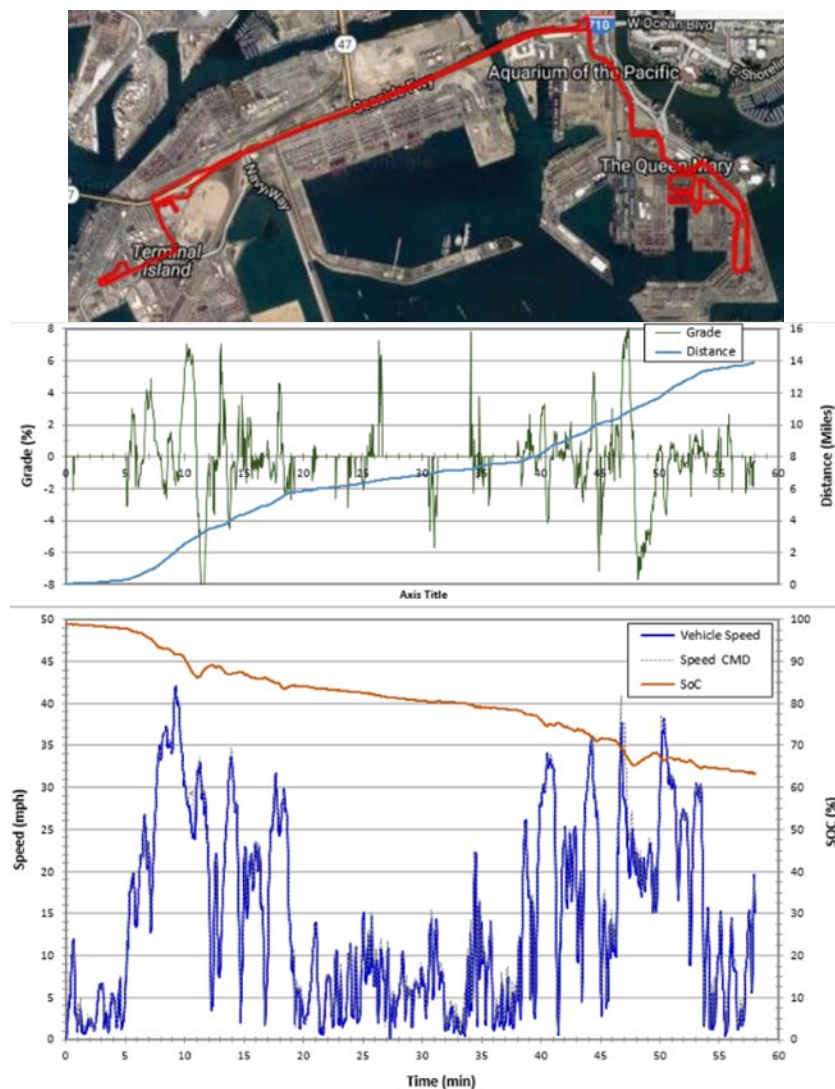 710
W Ocean Blvd
47
Aquarium of the Pacific
E Shoreline
Seaside Fwy
The Queen Mary
Navy Way
7
Terminal
Island
8 16
Grade
Distance
6 14
4 12
2 10
0 0 5 10 15 20 25 30 35 40 45 50 55 60 8
-2 6
-4 4
-6 2
-8 0
Grade (%)
Distance (Miles)
Axis Title
50 100
Vehicle Speed
Speed CMD
SoC
45 90
40 80
35 70
30 60
25 50
20 40
15 30
10 20
5 10
0 0
Speed (mph)
SOC (%)
0 5 10 15 20 25 30 35 40 45 50 55 60
Time (min)